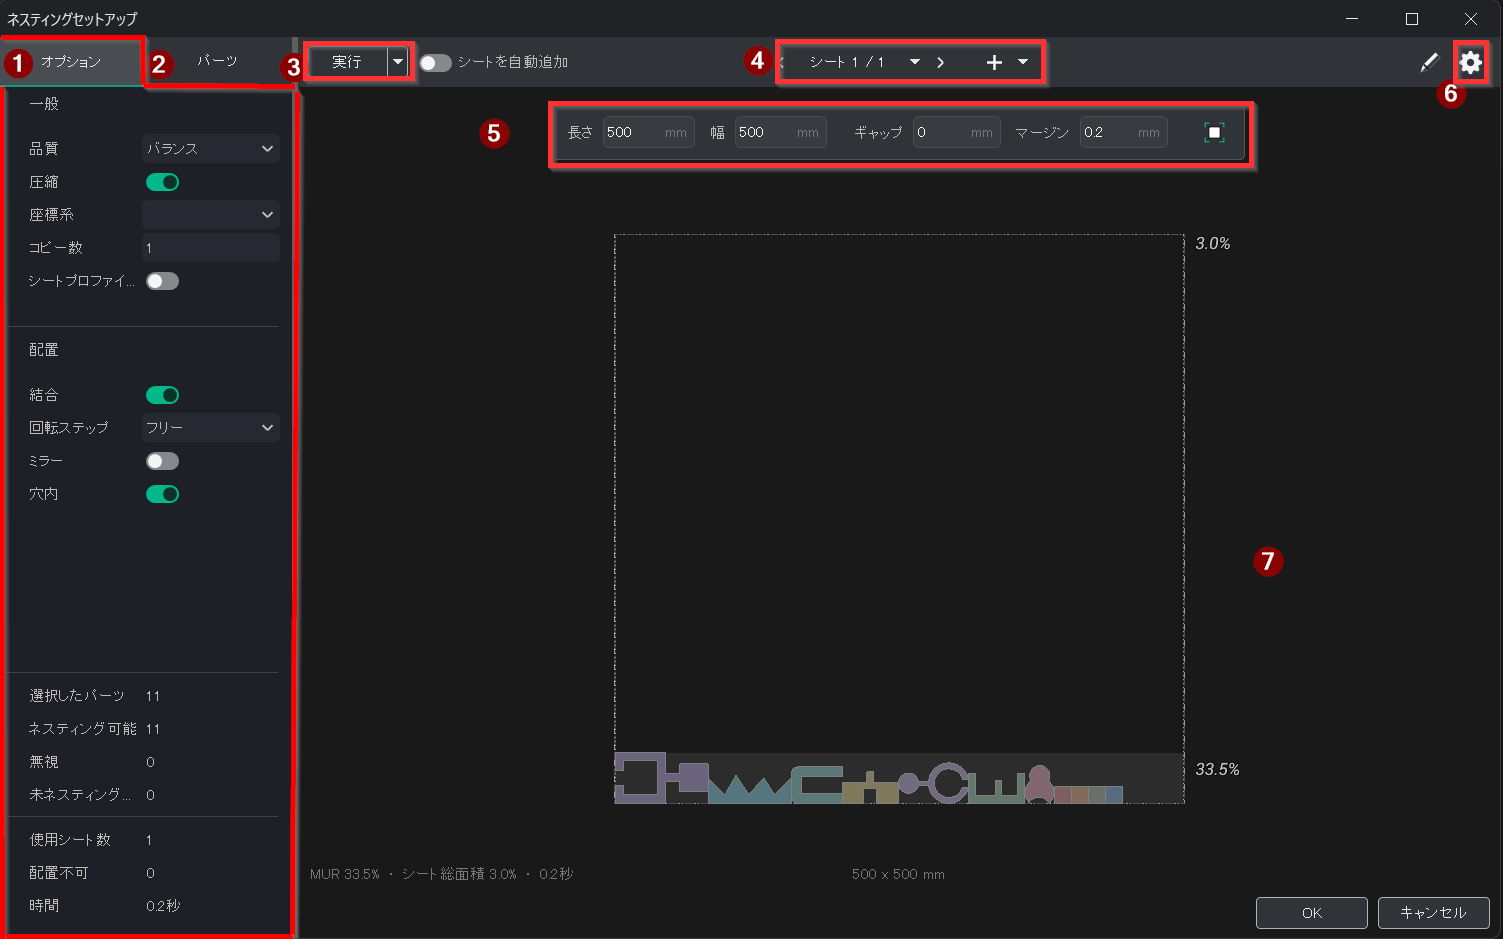 ネスティングセットアップ
1 オプション
2 パーツ
3 実行
シートを自動追加
4 シート 1 / 1
6
一般
品質 バランス
圧縮
座標系
コピー数 1
シートプロファイ...
配置
結合
回転ステップ フリー
ミラー
穴内
選択したパーツ 11
ネスティング可能 11
無視 0
未ネスティング... 0
使用シート数 1
配置不可 0
時間 0.2秒
5 長さ 500 mm 幅 500 mm ギャップ 0 mm マージン 0.2 mm
3.0%
7
33.5%
MUR 33.5% ・ シート総面積 3.0% ・ 0.2秒
500 x 500 mm
OK キャンセル